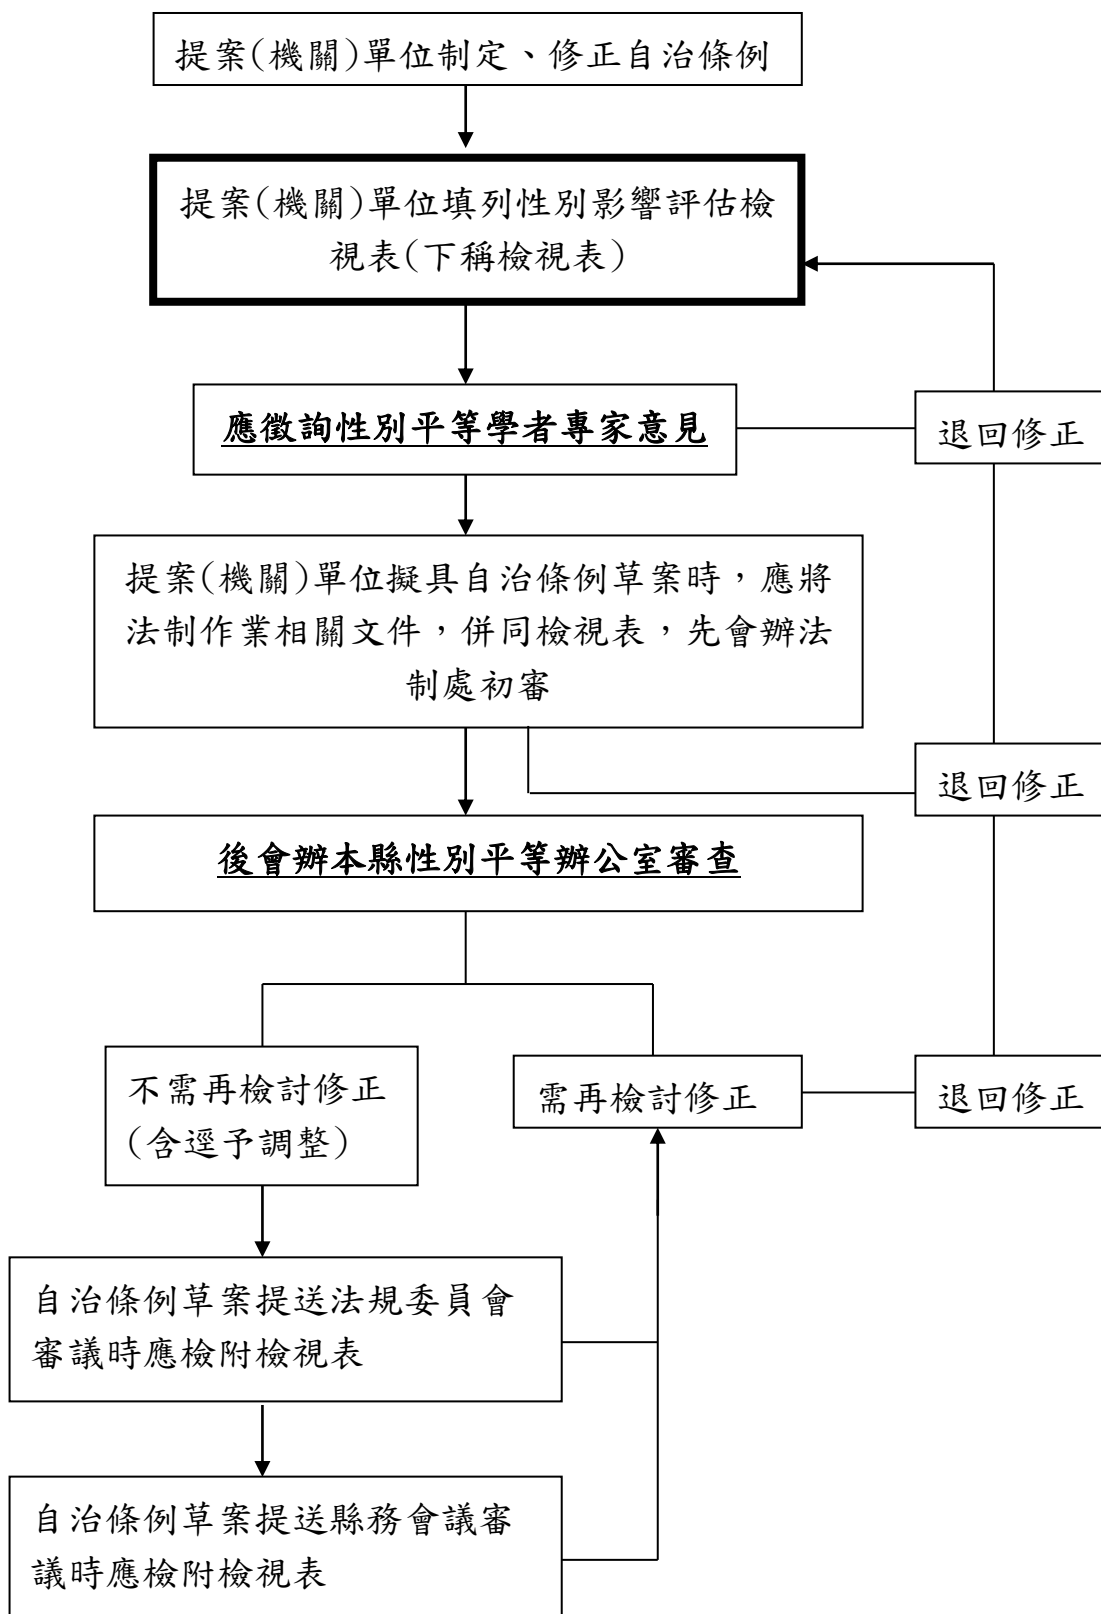 提案(機關)單位制定、修正自治條例
提案(機關)單位填列性別影響評估檢
視表(下稱檢視表)
應徵詢性別平等學者專家意見
退回修正
提案(機關)單位擬具自治條例草案時，應將
法制作業相關文件，併同檢視表，先會辦法
制處初審
退回修正
後會辦本縣性別平等辦公室審查
不需再檢討修正
(含逕予調整)
需再檢討修正
退回修正
自治條例草案提送法規委員會
審議時應檢附檢視表
自治條例草案提送縣務會議審
議時應檢附檢視表